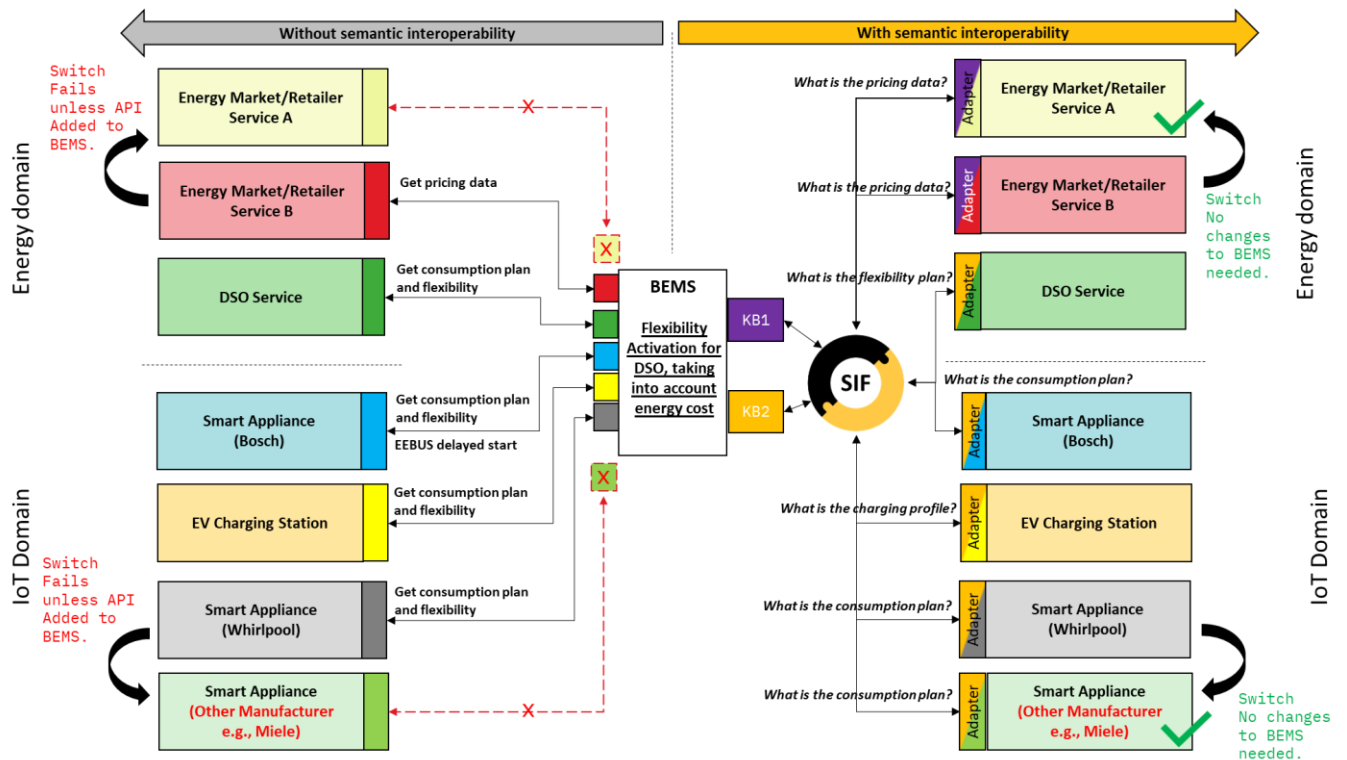 Without semantic interoperability
With semantic interoperability
Energy domain
Switch
Fails
unless API
Added to
BEMS.
Energy Market/Retailer
Service A
X
Energy Market/Retailer
Service B
Get pricing data
DSO Service
Get consumption plan
and flexibility
IoT Domain
Smart Appliance
(Bosch)
Get consumption plan
and flexibility
EEBUS delayed start
EV Charging Station
Get consumption plan
and flexibility
Switch
Fails
unless API
Added to
BEMS.
Smart Appliance
(Whirlpool)
Get consumption plan
and flexibility
Smart Appliance
(Other Manufacturer
e.g., Miele)
X
X
BEMS
Flexibility
Activation for
DSO, taking
into account
energy cost
X
KB1
KB2
SIF
What is the pricing data?
Adapter
Energy Market/Retailer
Service A
What is the pricing data?
Adapter
Energy Market/Retailer
Service B
Switch
No
changes
to BEMS
needed.
Energy domain
What is the flexibility plan?
Adapter
DSO Service
What is the consumption plan?
Adapter
Smart Appliance
(Bosch)
What is the charging profile?
Adapter
EV Charging Station
IoT Domain
What is the consumption plan?
Adapter
Smart Appliance
(Whirlpool)
What is the consumption plan?
Adapter
Smart Appliance
(Other Manufacturer
e.g., Miele)
Switch
No changes
to BEMS
needed.